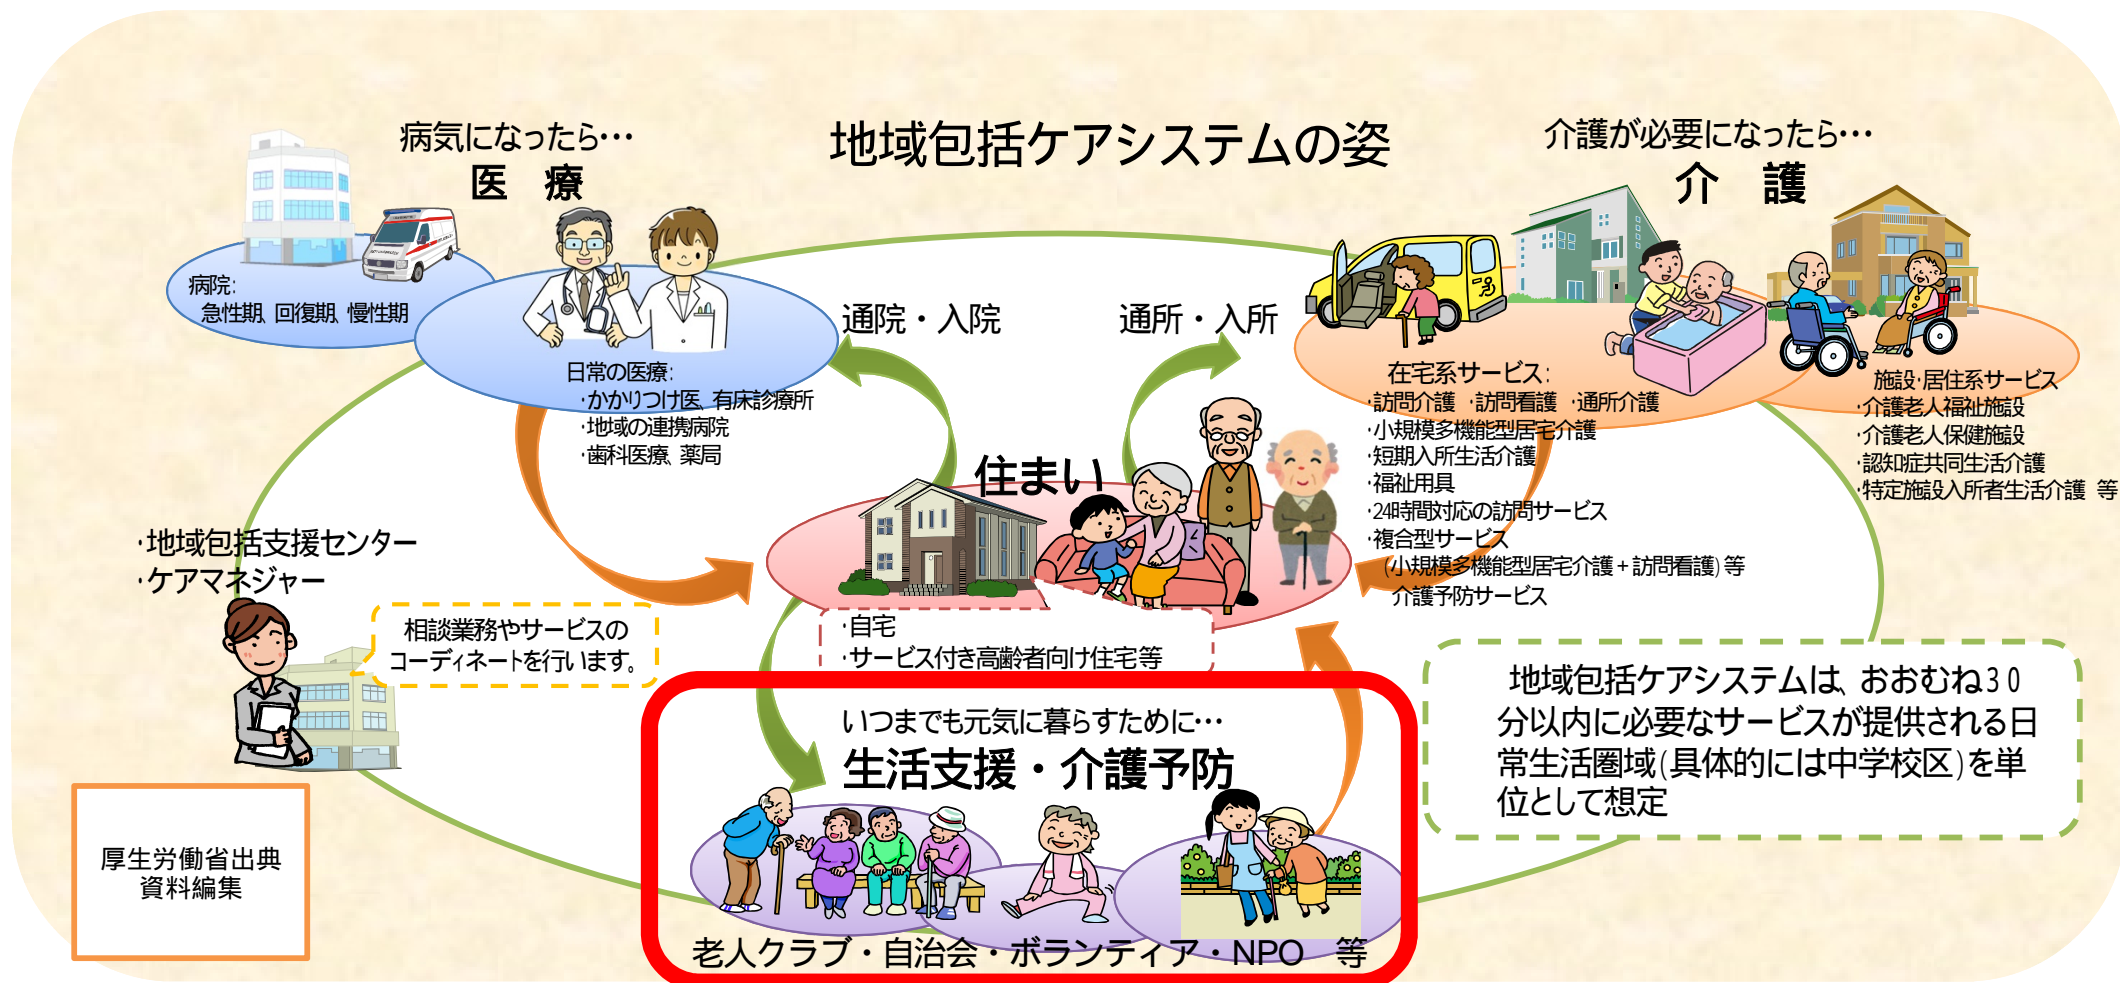 地域包括ケアシステムの姿
病気になったら…
医 療
病院:
急性期、回復期、慢性期
日常の医療:
・かかりつけ医、有床診療所
・地域の連携病院
・歯科医療、薬局
通院・入院
通所・入所
介護が必要になったら…
介 護
在宅系サービス:
・訪問介護 ・訪問看護 ・通所介護
・小規模多機能型居宅介護
・短期入所生活介護
・福祉用具
・24時間対応の訪問サービス
・複合型サービス
(小規模多機能型居宅介護+訪問看護)等
介護予防サービス
施設・居住系サービス
・介護老人福祉施設
・介護老人保健施設
・認知症共同生活介護
・特定施設入所者生活介護 等
住まい
・自宅
・サービス付き高齢者向け住宅等
・地域包括支援センター
・ケアマネジャー
相談業務やサービスの
コーディネートを行います。
いつまでも元気に暮らすために…
生活支援・介護予防
老人クラブ・自治会・ボランティア・NPO 等
地域包括ケアシステムは、おおむね30
分以内に必要なサービスが提供される日
常生活圏域(具体的には中学校区)を単
位として想定
厚生労働省出典
資料編集